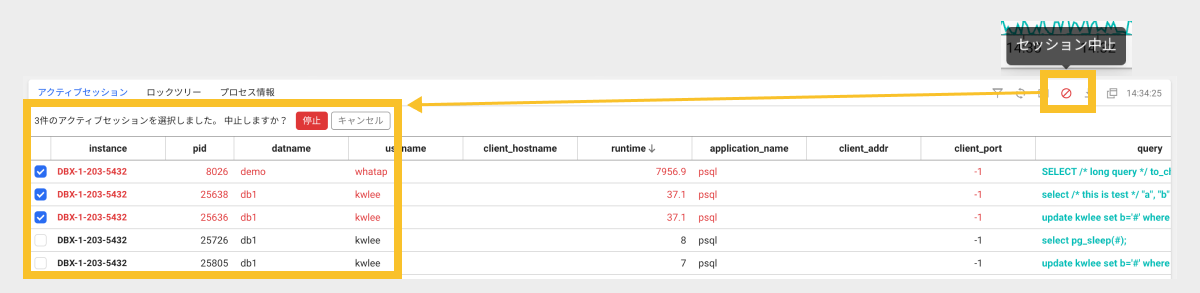 セッション中止
アクティブセッション ロックツリー プロセス情報 14:34:25
3件のアクティブセッションを選択しました。 中止しますか？ 停止 キャンセル
instance pid datname usename client_hostname runtime application_name client_addr client_port query
DBX-1-203-5432 8026 demo whatap 7956.9 psql -1 SELECT /* long query */ to_c
DBX-1-203-5432 25638 db1 kwlee 37.1 psql -1 select /* this is test */ "a", "b"
DBX-1-203-5432 25636 db1 kwlee 37.1 psql -1 update kwlee set b='#' where
DBX-1-203-5432 25726 db1 kwlee 8 psql -1 select pg_sleep(#);
DBX-1-203-5432 25805 db1 kwlee 7 psql -1 update kwlee set b='#' where